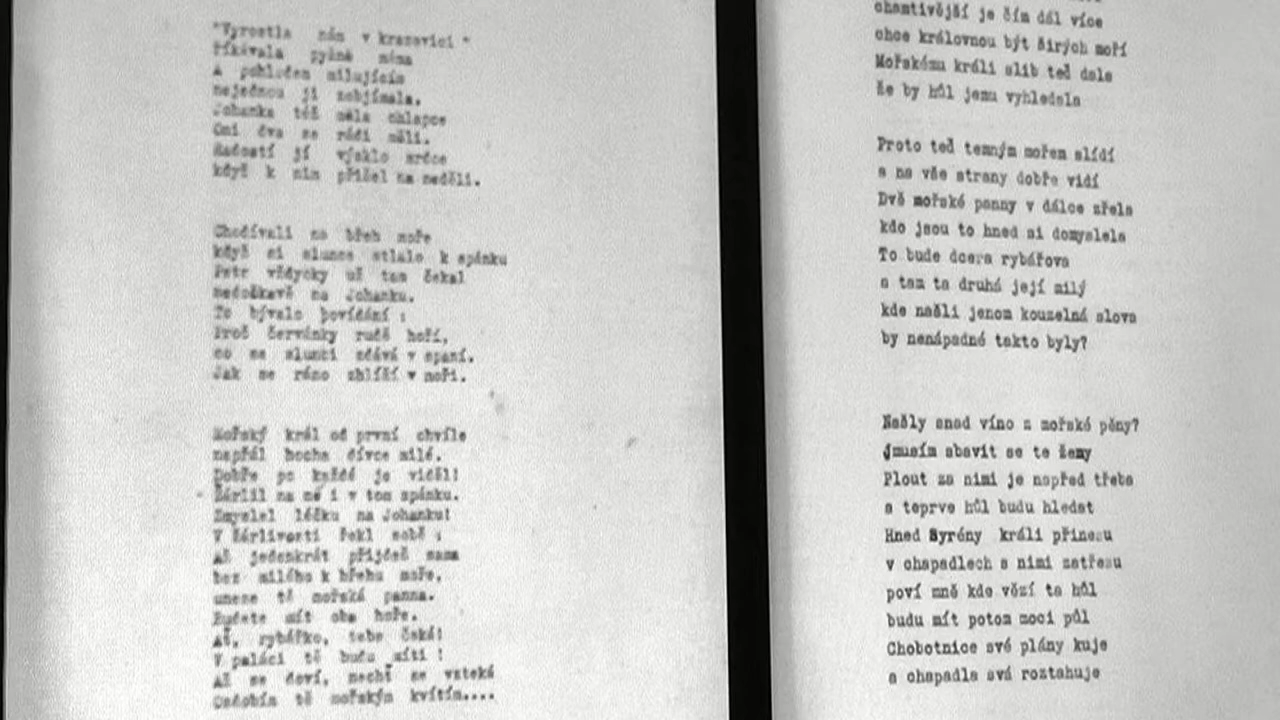 "Vyrostla nám v krasavici "
říkávala pyšně máma
A pohledem milujícím
nejednou ji zobjímala.
Johanka též měla chlapce
Oni dva se rádi měli.
Radostí jí výsklo srdce
když k ním přišel na neděli.
Chodívali na břeh moře
když si slunce stlalo k spánku
Petr vždycky už tam čekal
nedočkavě na Johanku.
To bývalo povídání :
Proč červánky rudě hoří,
co se slunci zdává v spaní.
Jak se ráno zhlíží v moři.
Mořský král od první chvíle
nepřál hocha dívce milé.
Dobře po každé je viděl!
Žárlil na ně i v tom spánku.
Smyslel léčku na Johanku!
V žárlivosti řekl sobě :
Až jedenkrát přijdeš sama
bez milého k břehu moře,
unese tě mořská panna.
Budete mít oba hoře.
Až, rybářko, tebe čeká!
V paláci tě budu míti !
Až se doví, nechť se vzteká
Ozdobím tě mořským kvítím....
chamtivější je čím dál více
chce královnou být širých moří
Mořskému králi slib teď dala
Že by hůl jemu vyhledala
Proto teď temným mořem slídí
a na vše strany dobře vidí
Dvě mořské panny v dálce zřela
kdo jsou to hned si domyslela
To bude dcera rybářova
a tam ta druhá její milý
kde našli jenom kouzelná slova
by nenápadné takto byly?
Našly snad víno z mořské pěny?
Jmusím zbavit se te ženy
Plout za nimi je napřed třeba
a teprve hůl budu hledat
Hned Syrény králi přinesu
v chapadlech s nimi zatřesu
poví mně kde vězí ta hůl
budu mít potom moci půl
Chobotnice své plány kuje
a chapadla svá roztahuje